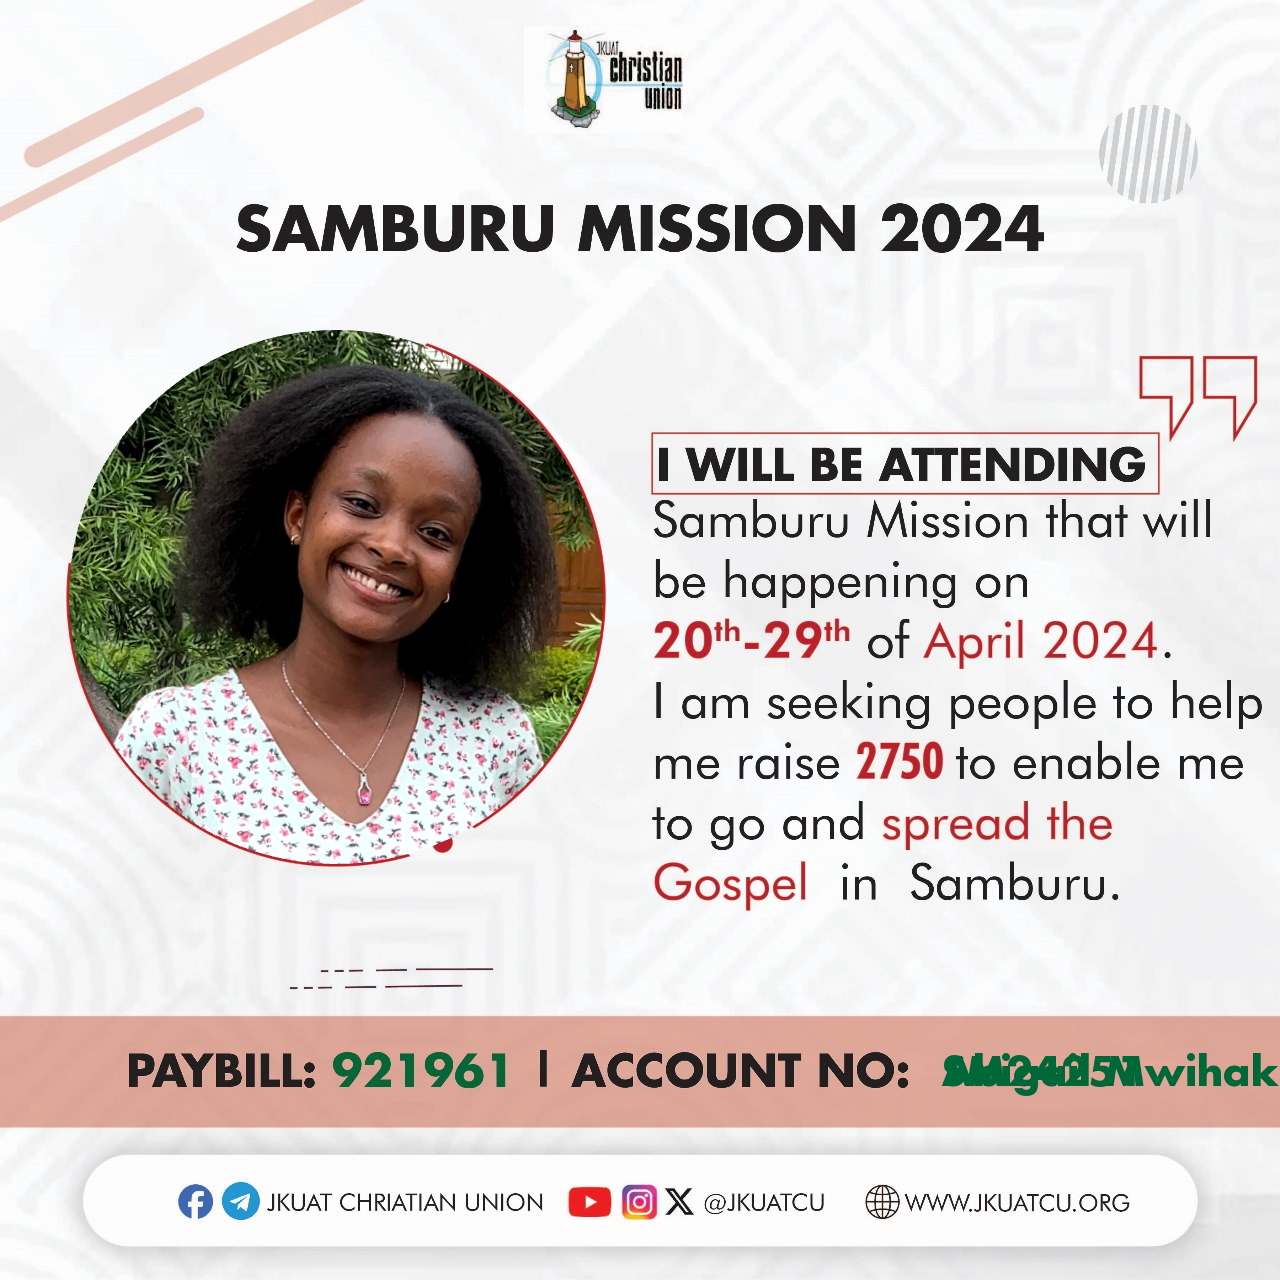 JKUAT
christian
union
SAMBURU MISSION 2024
I WILL BE ATTENDING
Samburu Mission that will
be happening on
20th-29th of April 2024.
I am seeking people to help
me raise 2750 to enable me
to go and spread the
Gospel in Samburu.
PAYBILL: 921961 | ACCOUNT NO:
JKUAT CHRIATIAN UNION @JKUATCU WWW.JKUATCU.ORG